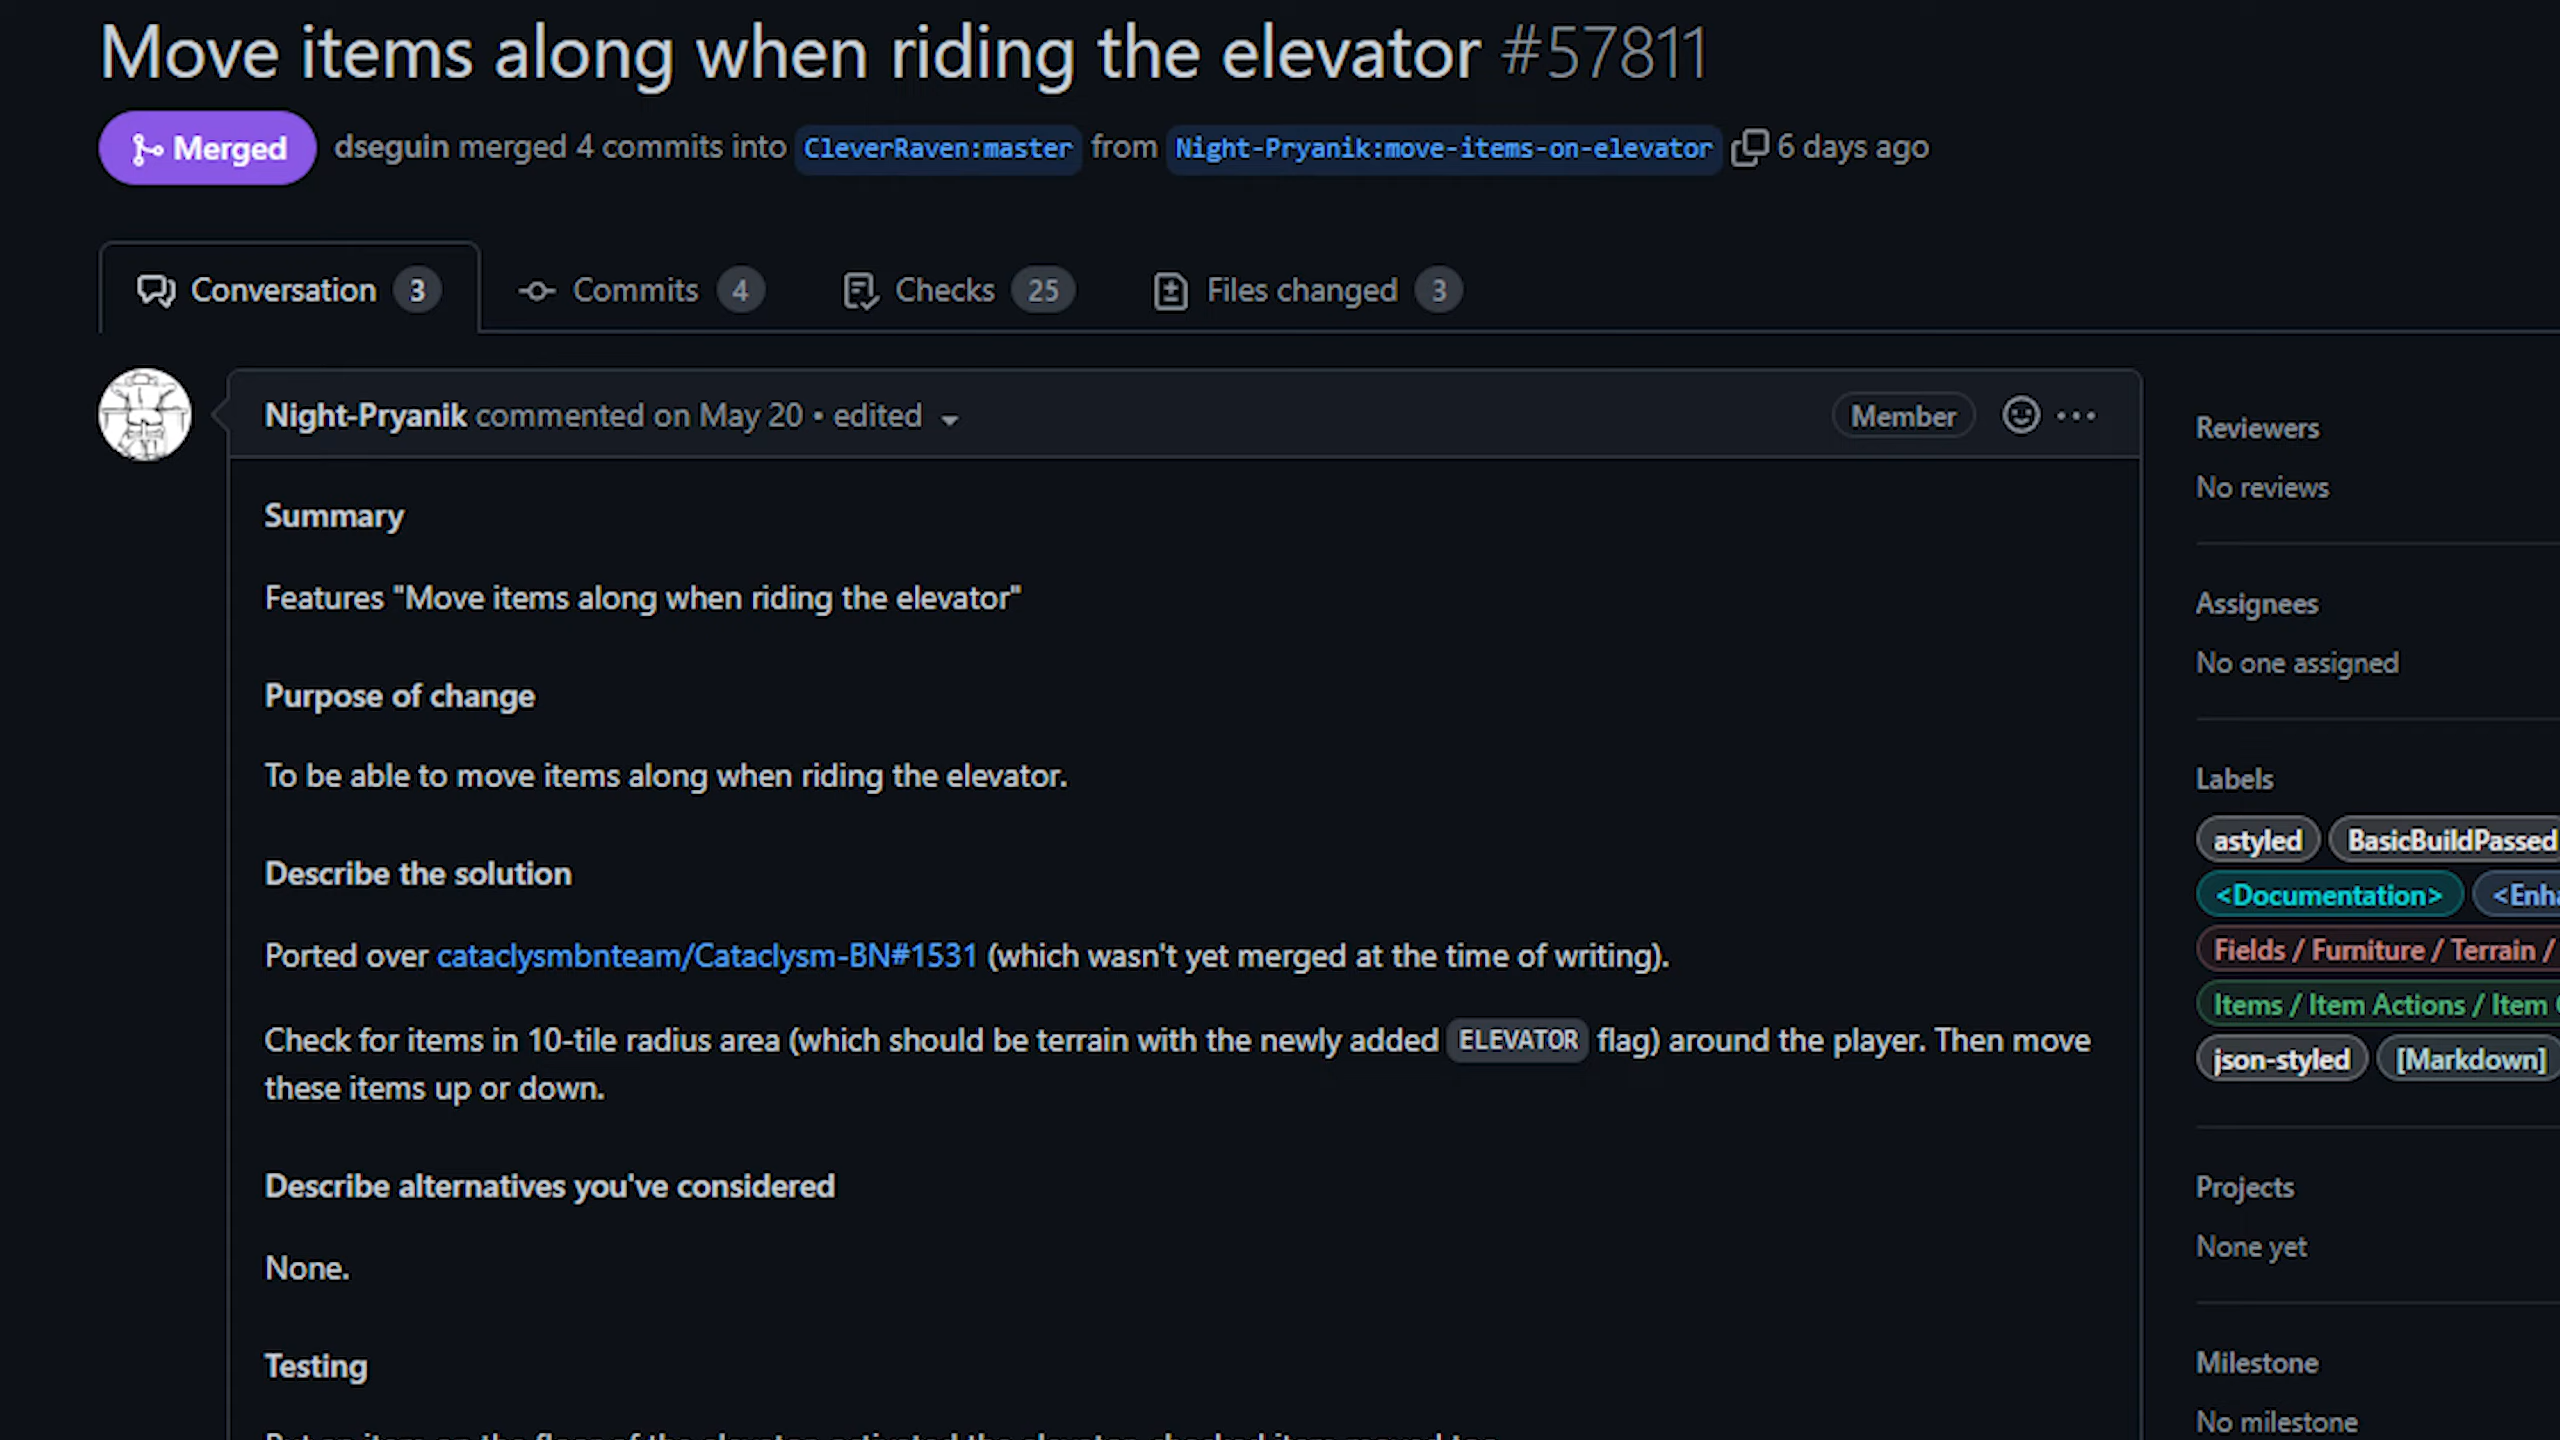 Move items along when riding the elevator #57811
Merged dseguin merged 4 commits into CleverRaven:master from Night-Pryanik:move-items-on-elevator 6 days ago
Conversation 3 Commits 4 Checks 25 Files changed 3
Night-Pryanik commented on May 20 • edited Member
Summary
Features "Move items along when riding the elevator"
Purpose of change
To be able to move items along when riding the elevator.
Describe the solution
Ported over cataclysmbnteam/Cataclysm-BN#1531 (which wasn't yet merged at the time of writing).
Check for items in 10-tile radius area (which should be terrain with the newly added ELEVATOR flag) around the player. Then move
these items up or down.
Describe alternatives you've considered
None.
Testing
Reviewers
No reviews
Assignees
No one assigned
Labels
astyled BasicBuildPassed
<Documentation> <Enha
Fields / Furniture / Terrain /
Items / Item Actions / Item
json-styled [Markdown]
Projects
None yet
Milestone
No milestone